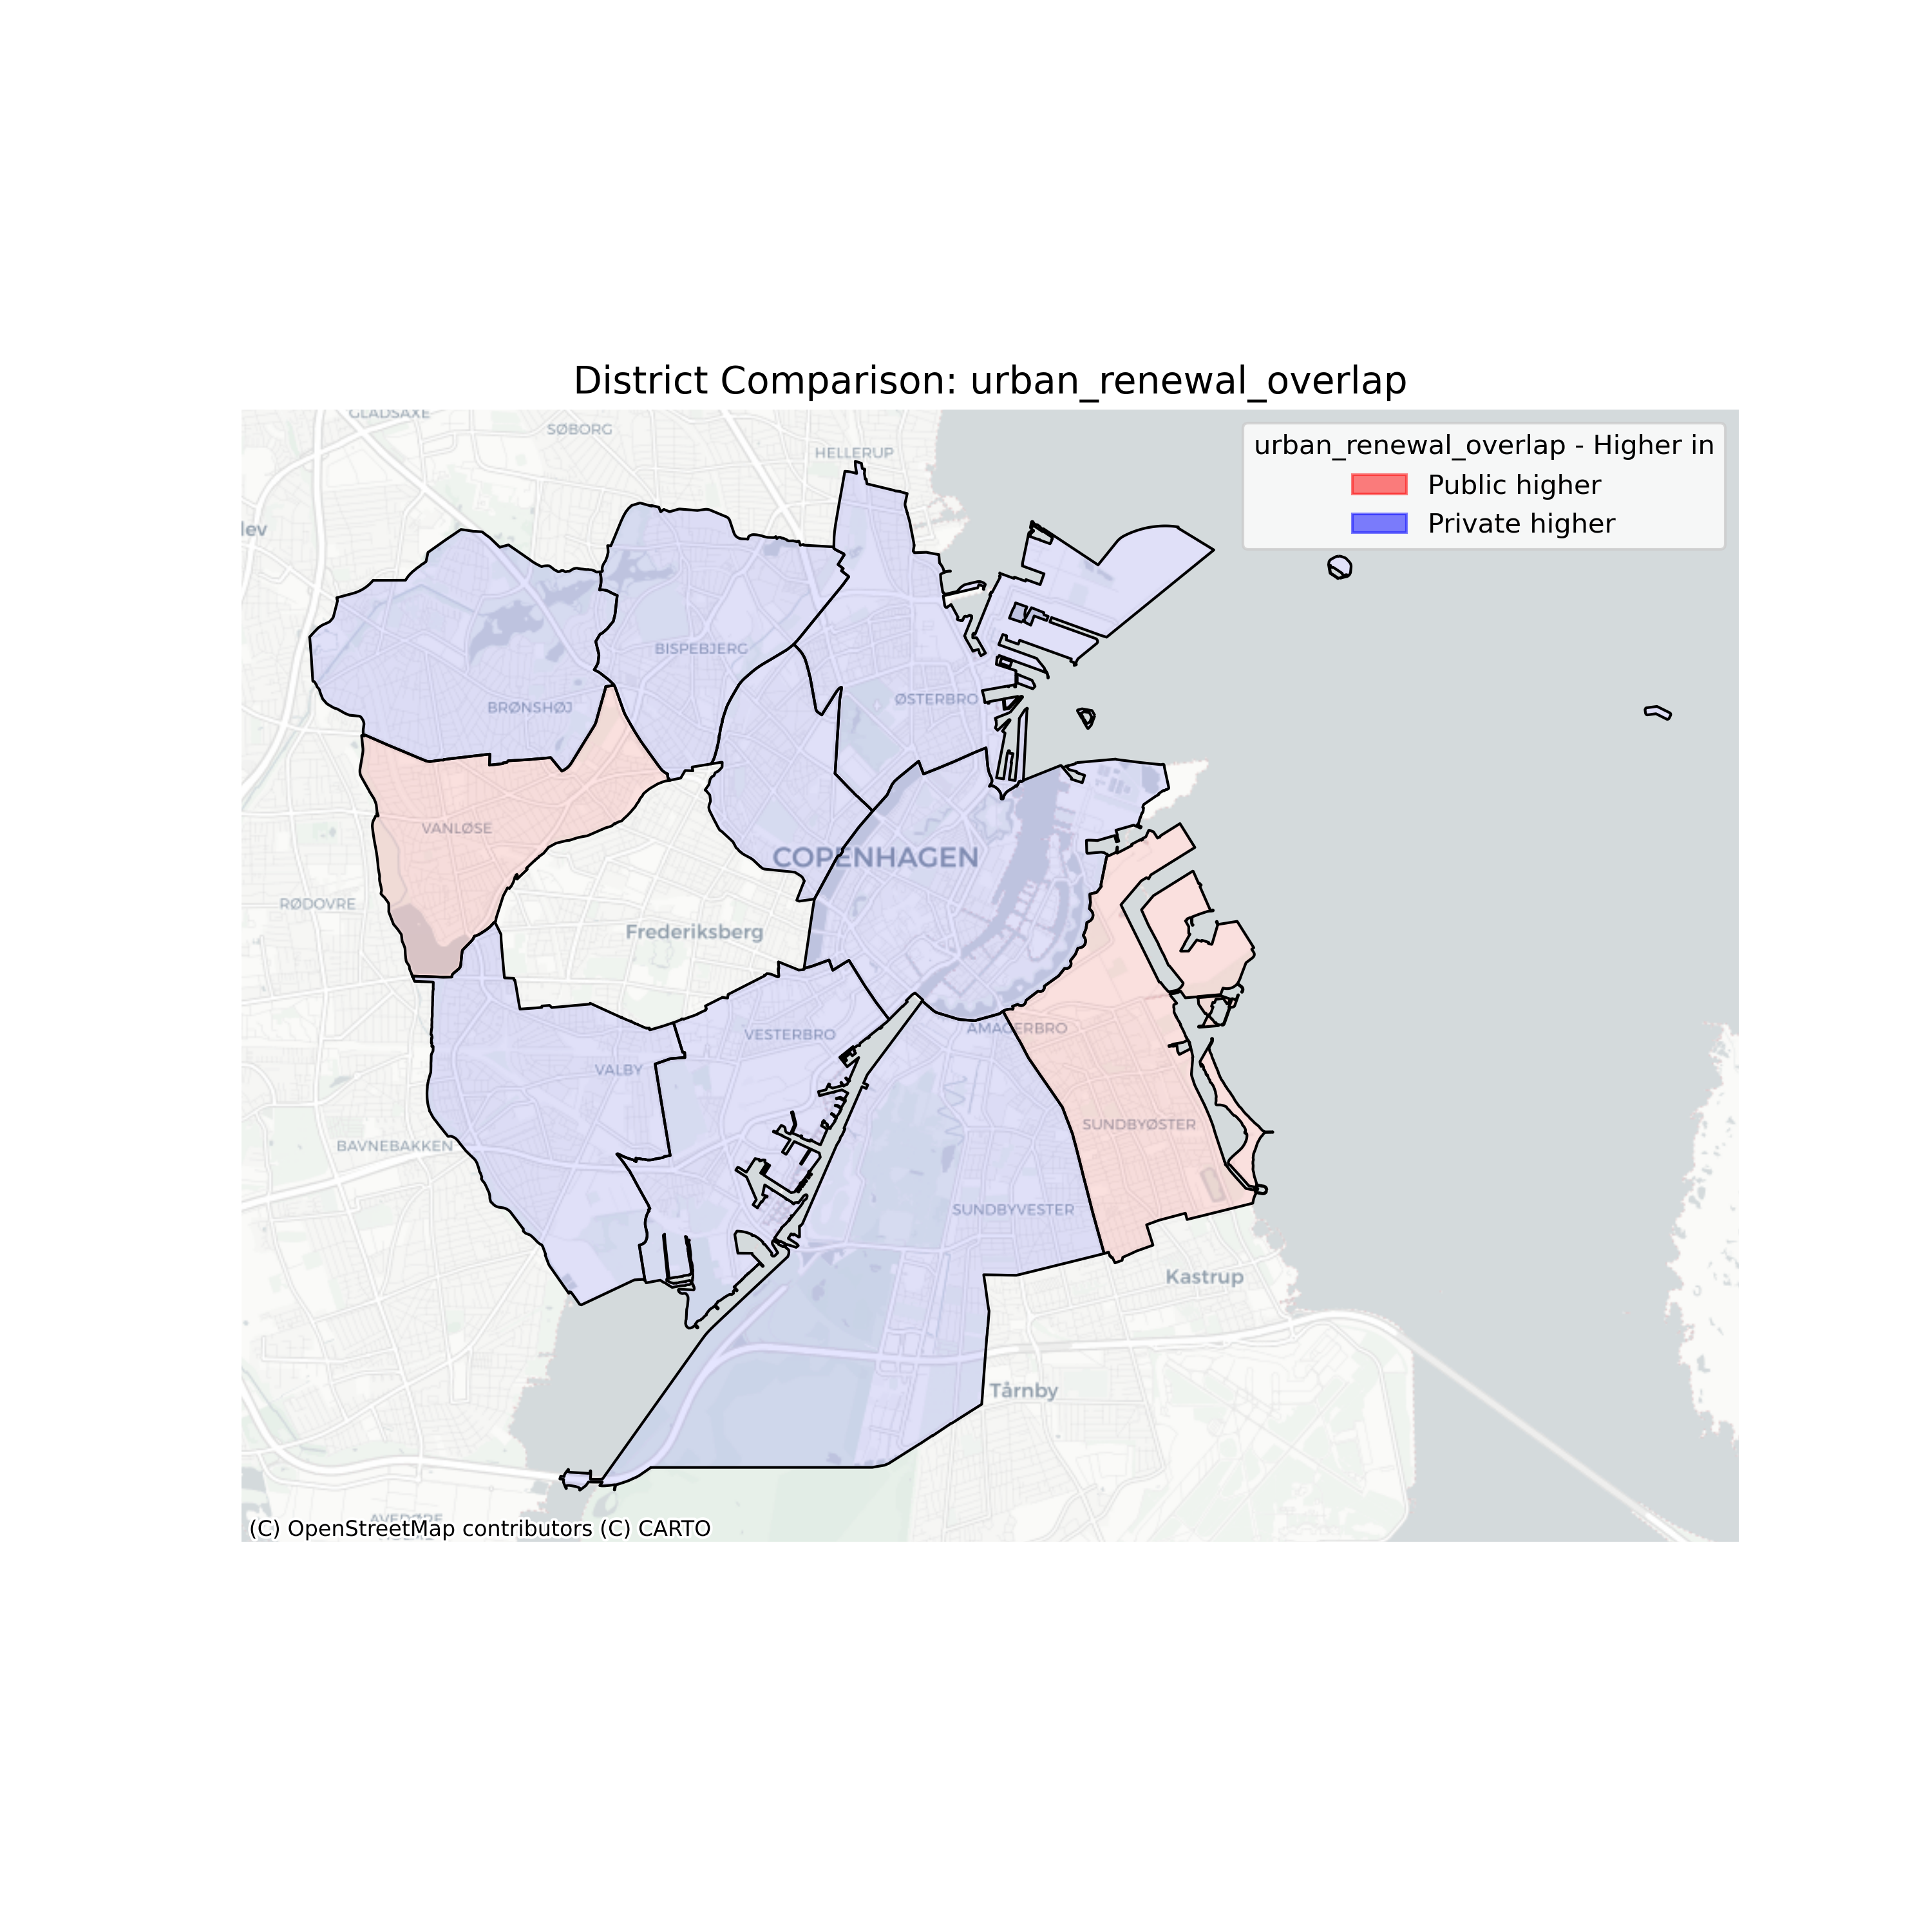 District Comparison: urban_renewal_overlap
GLADSAXE
SØBORG
HELLERUP
urban_renewal_overlap - Higher in
Public higher
Private higher
lev
BISPEBJERG
ØSTERBRO
BRØNSHØJ
VANLØSE
COPENHAGEN
RØDOVRE
Frederiksberg
AMAGERBRO
VESTERBRO
VALBY
SUNDBYØSTER
BAVNEBAKKEN
SUNDBYVESTER
Kastrup
Tårnby
AVEDØRE
(C) OpenStreetMap contributors (C) CARTO